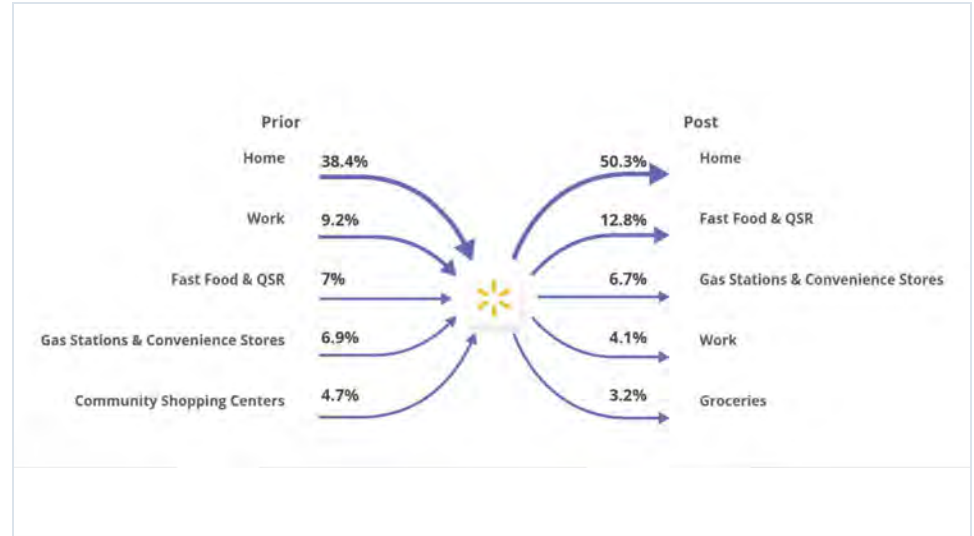 Prior
Post
Home 38.4%
50.3% Home
Work 9.2%
12.8% Fast Food & QSR
Fast Food & QSR 7%
6.7% Gas Stations & Convenience Stores
Gas Stations & Convenience Stores 6.9%
4.1% Work
Community Shopping Centers 4.7%
3.2% Groceries